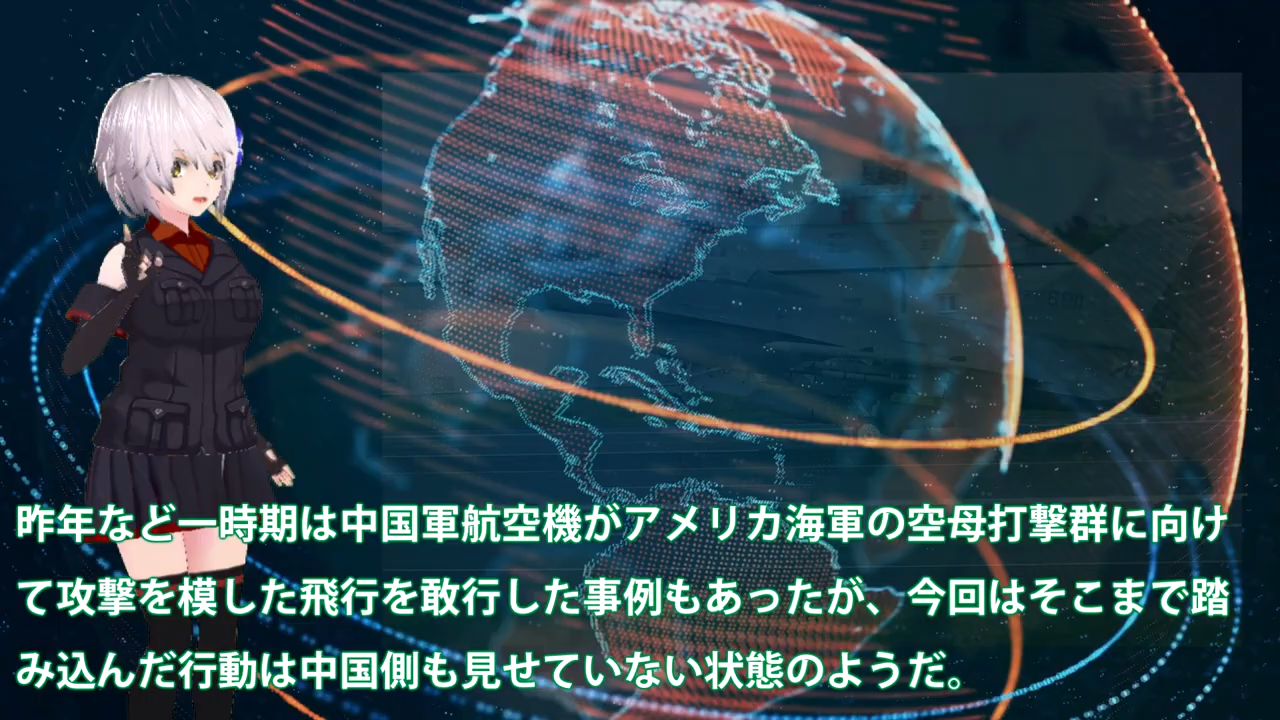 昨年など一時期は中国軍航空機がアメリカ海軍の空母打撃群に向け
て攻撃を模した飛行を敢行した事例もあったが、今回はそこまで踏
み込んだ行動は中国側も見せていない状態のようだ。